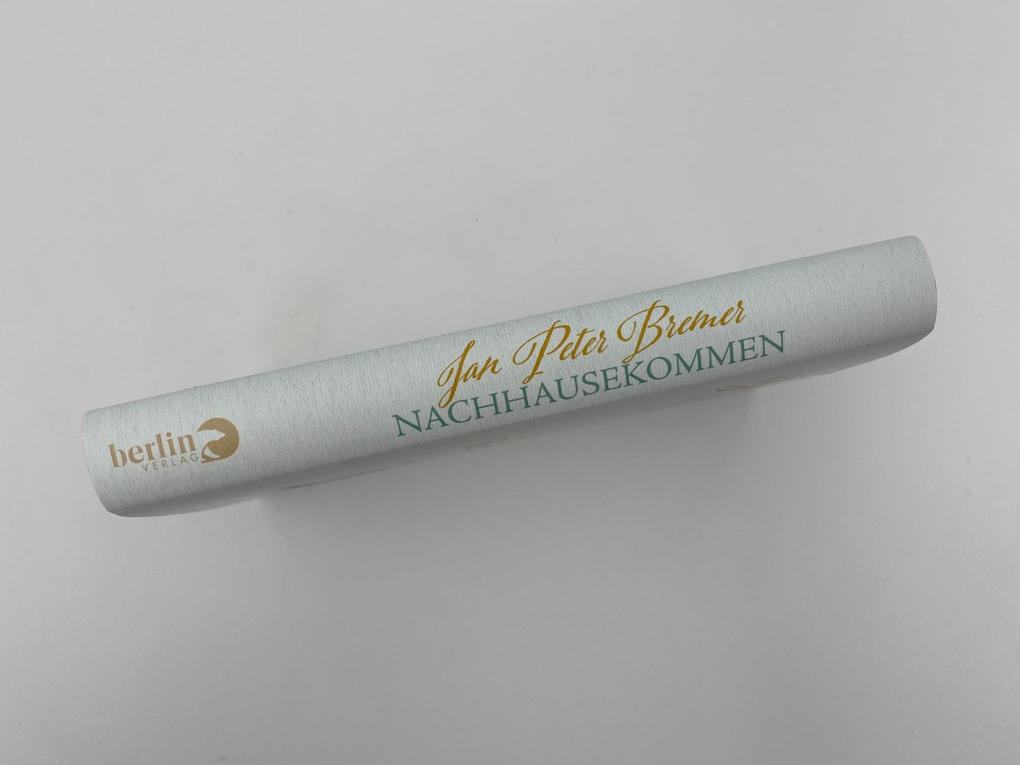 Jan Peter Bremer
NACHHAUSEKOMMEN
berlin
VERLAG